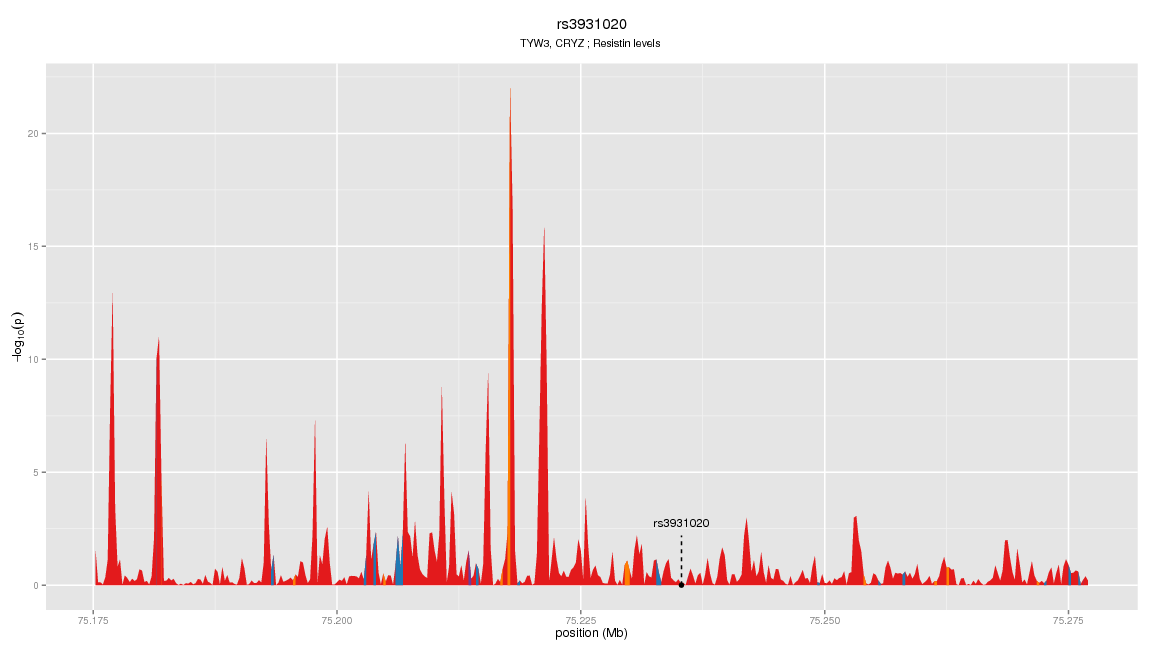 rs3931020
TYW3, CRYZ ; Resistin levels
−log10(p)
20
15
10
5
0
rs3931020
75.175
75.200
75.225
75.250
75.275
position (Mb)